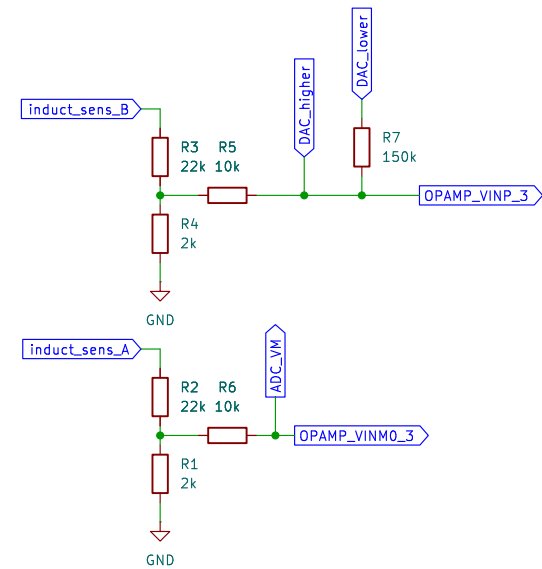 DAC_lower
DAC_higher
induct_sens_B
R3 R5
22k 10k
R7
150k
OPAMP_VINP_3
R4
2k
GND
induct_sens_A
ADC_VM
R2 R6
22k 10k
OPAMP_VINM0_3
R1
2k
GND